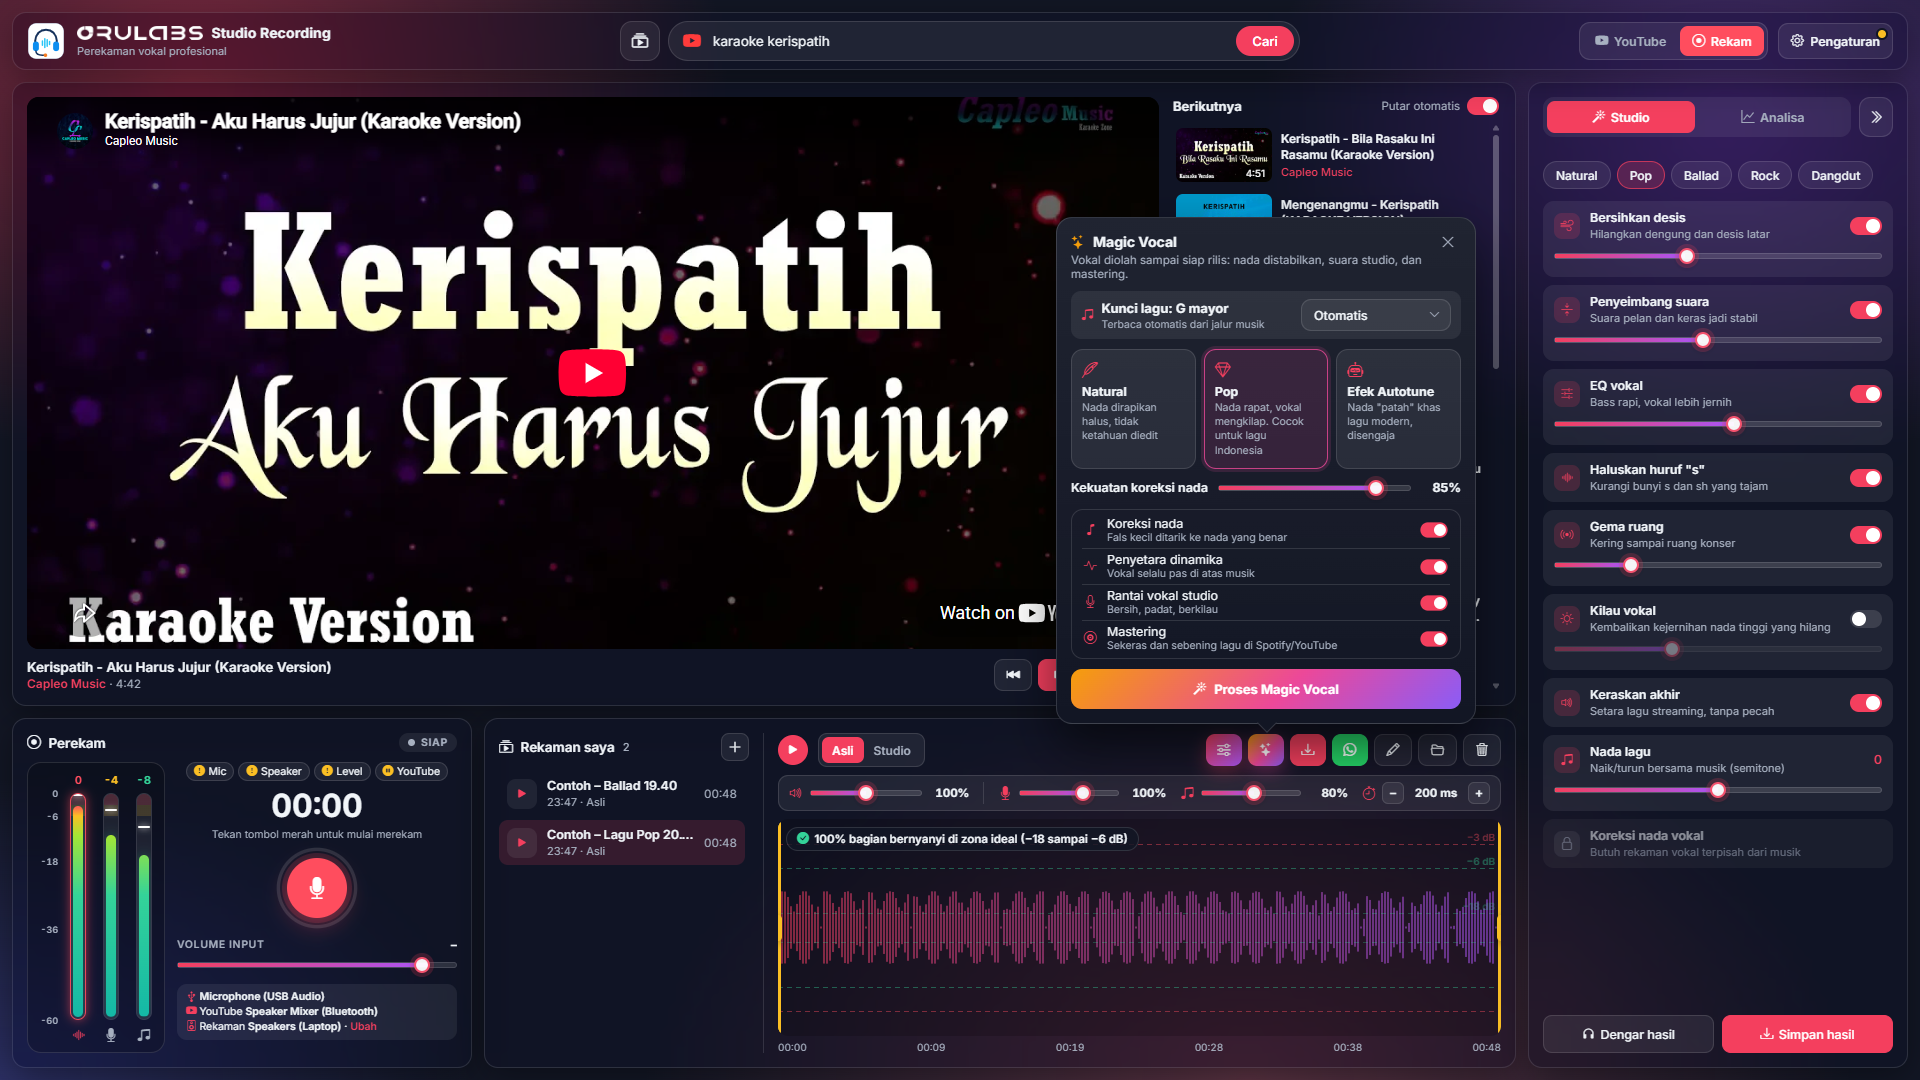 ORULABS Studio Recording
Perekaman vokal profesional
karaoke kerispatih
Cari
YouTube
Rekam
Pengaturan
Kerispatih - Aku Harus Jujur (Karaoke Version)
Capleo Music
Capleo Music
Karaoke Zone
Kerispatih
Aku Harus Jujur
Karaoke Version
Watch on
Kerispatih - Aku Harus Jujur (Karaoke Version)
Capleo Music · 4:42
Berikutnya
Putar otomatis
Kerispatih
Bila Rasaku Ini Rasamu
Karaoke Version
4:51
Kerispatih - Bila Rasaku Ini
Rasamu (Karaoke Version)
Capleo Music
KERISPATIH
Mengenangmu - Kerispatih
Magic Vocal
Vokal diolah sampai siap rilis: nada distabilkan, suara studio, dan
mastering.
Kunci lagu: G mayor
Terbaca otomatis dari jalur musik
Otomatis
Natural
Nada dirapikan
halus, tidak
ketahuan diedit
Pop
Nada rapat, vokal
mengkilap. Cocok
untuk lagu
Indonesia
Efek Autotune
Nada "patah" khas
lagu modern,
disengaja
Kekuatan koreksi nada
85%
Koreksi nada
Fals kecil ditarik ke nada yang benar
Penyetara dinamika
Vokal selalu pas di atas musik
Rantai vokal studio
Bersih, padat, berkilau
Mastering
Sekeras dan sebening lagu di Spotify/YouTube
Proses Magic Vocal
Studio
Analisa
Natural
Pop
Ballad
Rock
Dangdut
Bersihkan desis
Hilangkan dengung dan desis latar
Penyeimbang suara
Suara pelan dan keras jadi stabil
EQ vokal
Bass rapi, vokal lebih jernih
Haluskan huruf "s"
Kurangi bunyi s dan sh yang tajam
Gema ruang
Kering sampai ruang konser
Kilau vokal
Kembalikan kejernihan nada tinggi yang hilang
Keraskan akhir
Setara lagu streaming, tanpa pecah
Nada lagu
Naik/turun bersama musik (semitone)
0
Koreksi nada vokal
Butuh rekaman vokal terpisah dari musik
Dengar hasil
Simpan hasil
Perekam
SIAP
0 -4 -8
0
-6
-18
-36
-60
Mic
Speaker
Level
YouTube
00:00
Tekan tombol merah untuk mulai merekam
VOLUME INPUT
–
Microphone (USB Audio)
YouTube Speaker Mixer (Bluetooth)
Rekaman Speakers (Laptop) · Ubah
Rekaman saya 2
Contoh – Ballad 19.40
23:47 · Asli
00:48
Contoh – Lagu Pop 20....
23:47 · Asli
00:48
Asli
Studio
100%
100%
80%
200 ms
100% bagian bernyanyi di zona ideal (−18 sampai −6 dB)
−3 dB
−6 dB
00:00
00:09
00:19
00:28
00:38
00:48